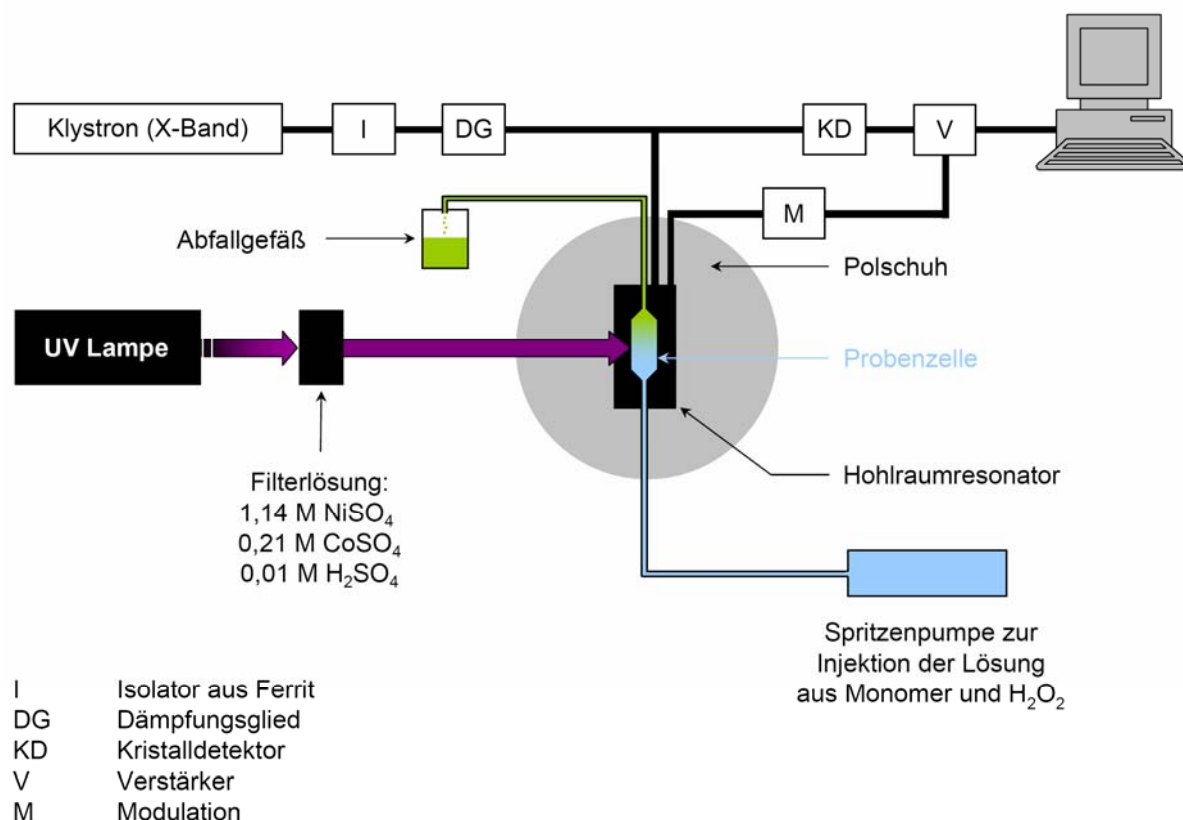 Klystron (X-Band)
I
DG
KD
V
M
Abfallgefäß
Polschuh
UV Lampe
Probenzelle
Hohlraumresonator
Filterlösung:
1,14 M NiSO₄
0,21 M CoSO₄
0,01 M H₂SO₄
Spritzenpumpe zur
Injektion der Lösung
aus Monomer und H₂O₂
I Isolator aus Ferrit
DG Dämpfungsglied
KD Kristalldetektor
V Verstärker
M Modulation